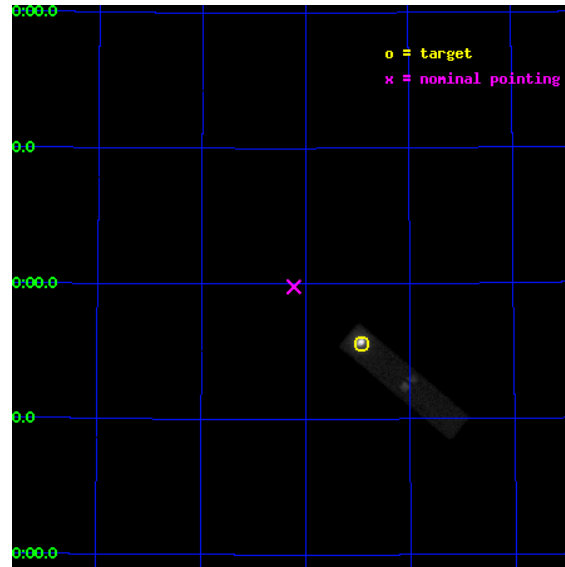 0:00.0
o = target
x = nominal pointing
0.0
0:00.0
0.0
0:00.0